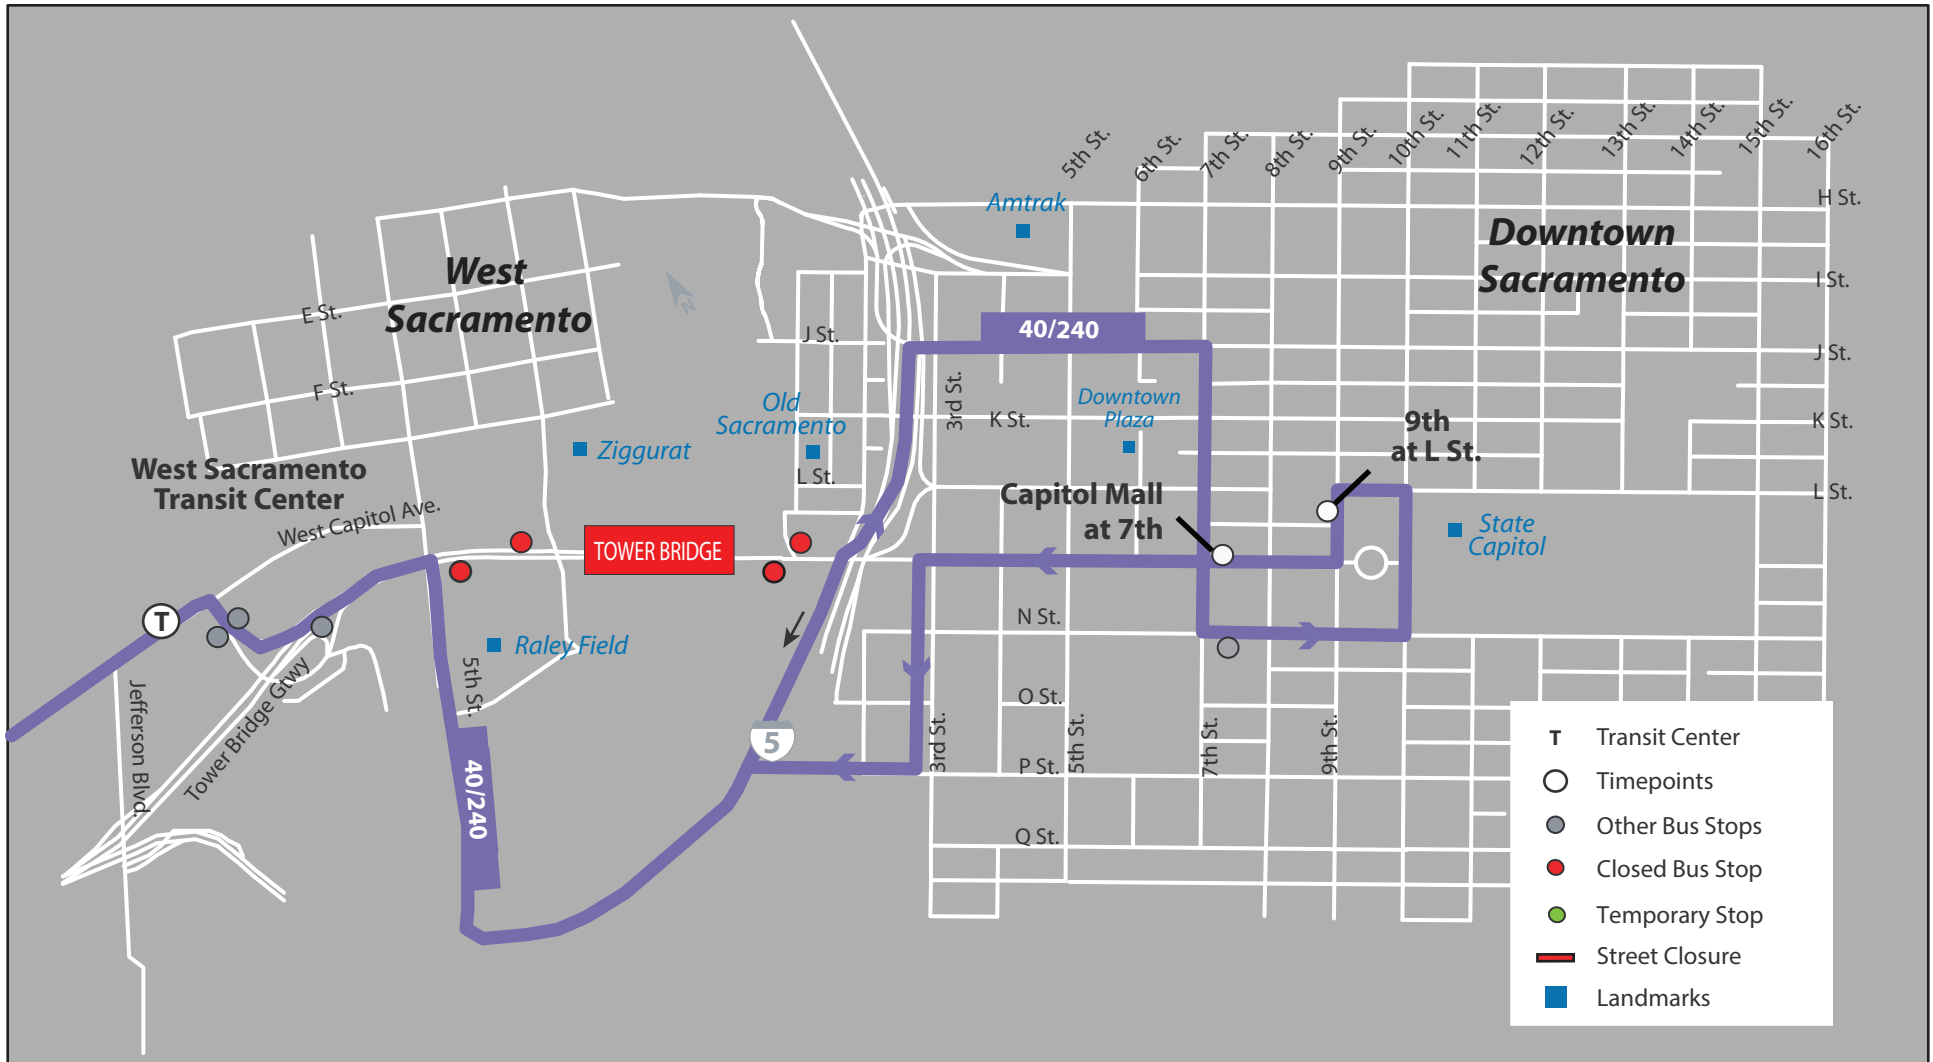 5th St.
6th St.
7th St.
8th St.
9th St.
10th St.
11th St.
12th St.
13th St.
14th St.
15th St.
16th St.
H St.
Amtrak
Downtown
Sacramento
West
Sacramento
N
I St.
E St.
40/240
J St.
J St.
F St.
3rd St.
Old
Sacramento
Downtown
Plaza
K St.
K St.
9th
at L St.
Ziggurat
West Sacramento
Transit Center
L St.
L St.
Capitol Mall
at 7th
West Capitol Ave.
TOWER BRIDGE
State
Capitol
T
N St.
Raley Field
5th St.
Jefferson Blvd.
Tower Bridge Gtwy
O St.
5
3rd St.
5th St.
7th St.
9th St.
P St.
40/240
Q St.
T Transit Center
Timepoints
Other Bus Stops
Closed Bus Stop
Temporary Stop
Street Closure
Landmarks